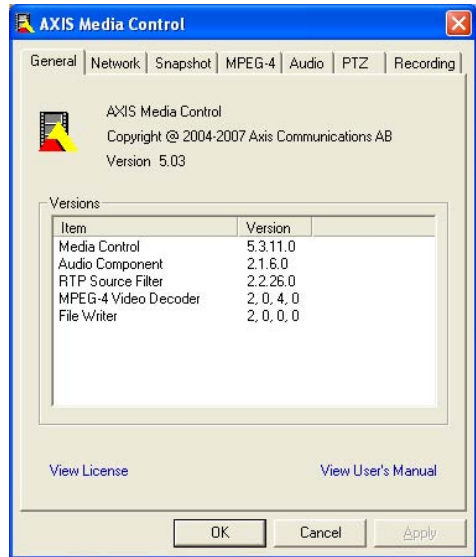 AXIS Media Control
General Network Snapshot MPEG-4 Audio PTZ Recording
AXIS Media Control
Copyright @ 2004-2007 Axis Communications AB
Version 5.03
Versions
Item Version
Media Control 5.3.11.0
Audio Component 2.1.6.0
RTP Source Filter 2.2.26.0
MPEG-4 Video Decoder 2, 0, 4, 0
File Writer 2, 0, 0, 0
View License View User's Manual
OK Cancel Apply